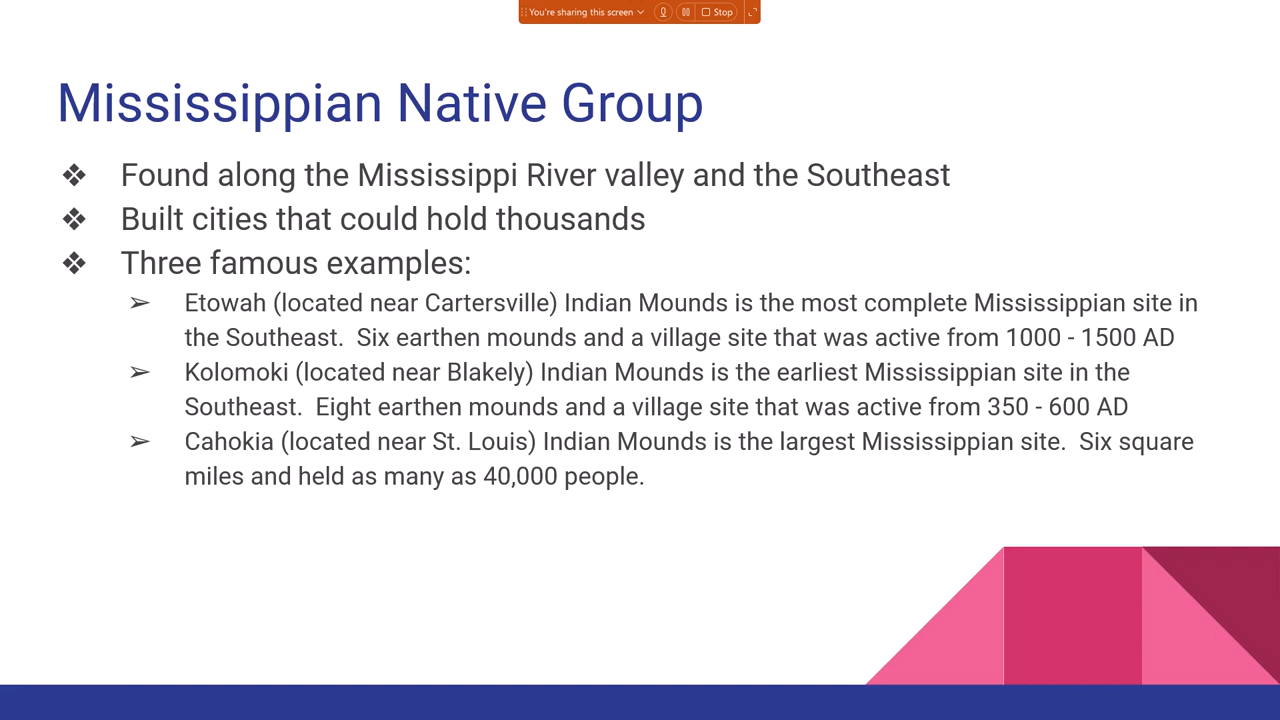 You're sharing this screen
Stop
Mississippian Native Group
❖ Found along the Mississippi River valley and the Southeast
❖ Built cities that could hold thousands
❖ Three famous examples:
➢ Etowah (located near Cartersville) Indian Mounds is the most complete Mississippian site in
the Southeast.  Six earthen mounds and a village site that was active from 1000 - 1500 AD
➢ Kolomoki (located near Blakely) Indian Mounds is the earliest Mississippian site in the
Southeast.  Eight earthen mounds and a village site that was active from 350 - 600 AD
➢ Cahokia (located near St. Louis) Indian Mounds is the largest Mississippian site.  Six square
miles and held as many as 40,000 people.